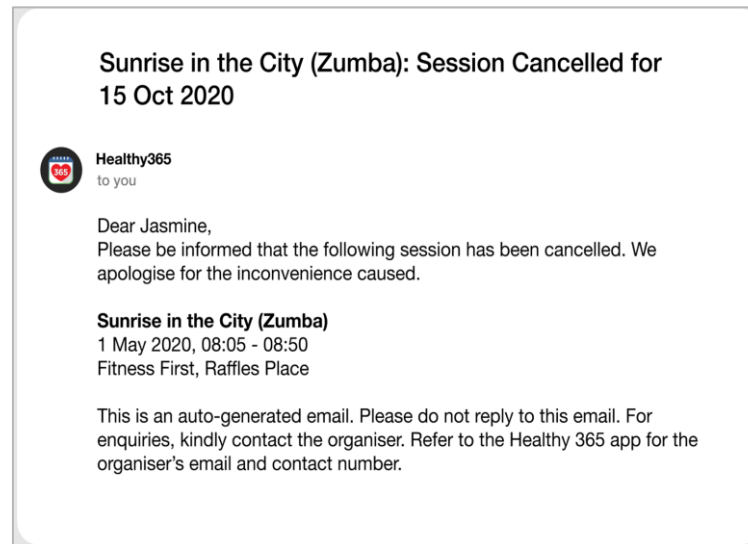 Sunrise in the City (Zumba): Session Cancelled for
15 Oct 2020
365
Healthy365
to you
Dear Jasmine,
Please be informed that the following session has been cancelled. We
apologise for the inconvenience caused.
Sunrise in the City (Zumba)
1 May 2020, 08:05 - 08:50
Fitness First, Raffles Place
This is an auto-generated email. Please do not reply to this email. For
enquiries, kindly contact the organiser. Refer to the Healthy 365 app for the
organiser's email and contact number.